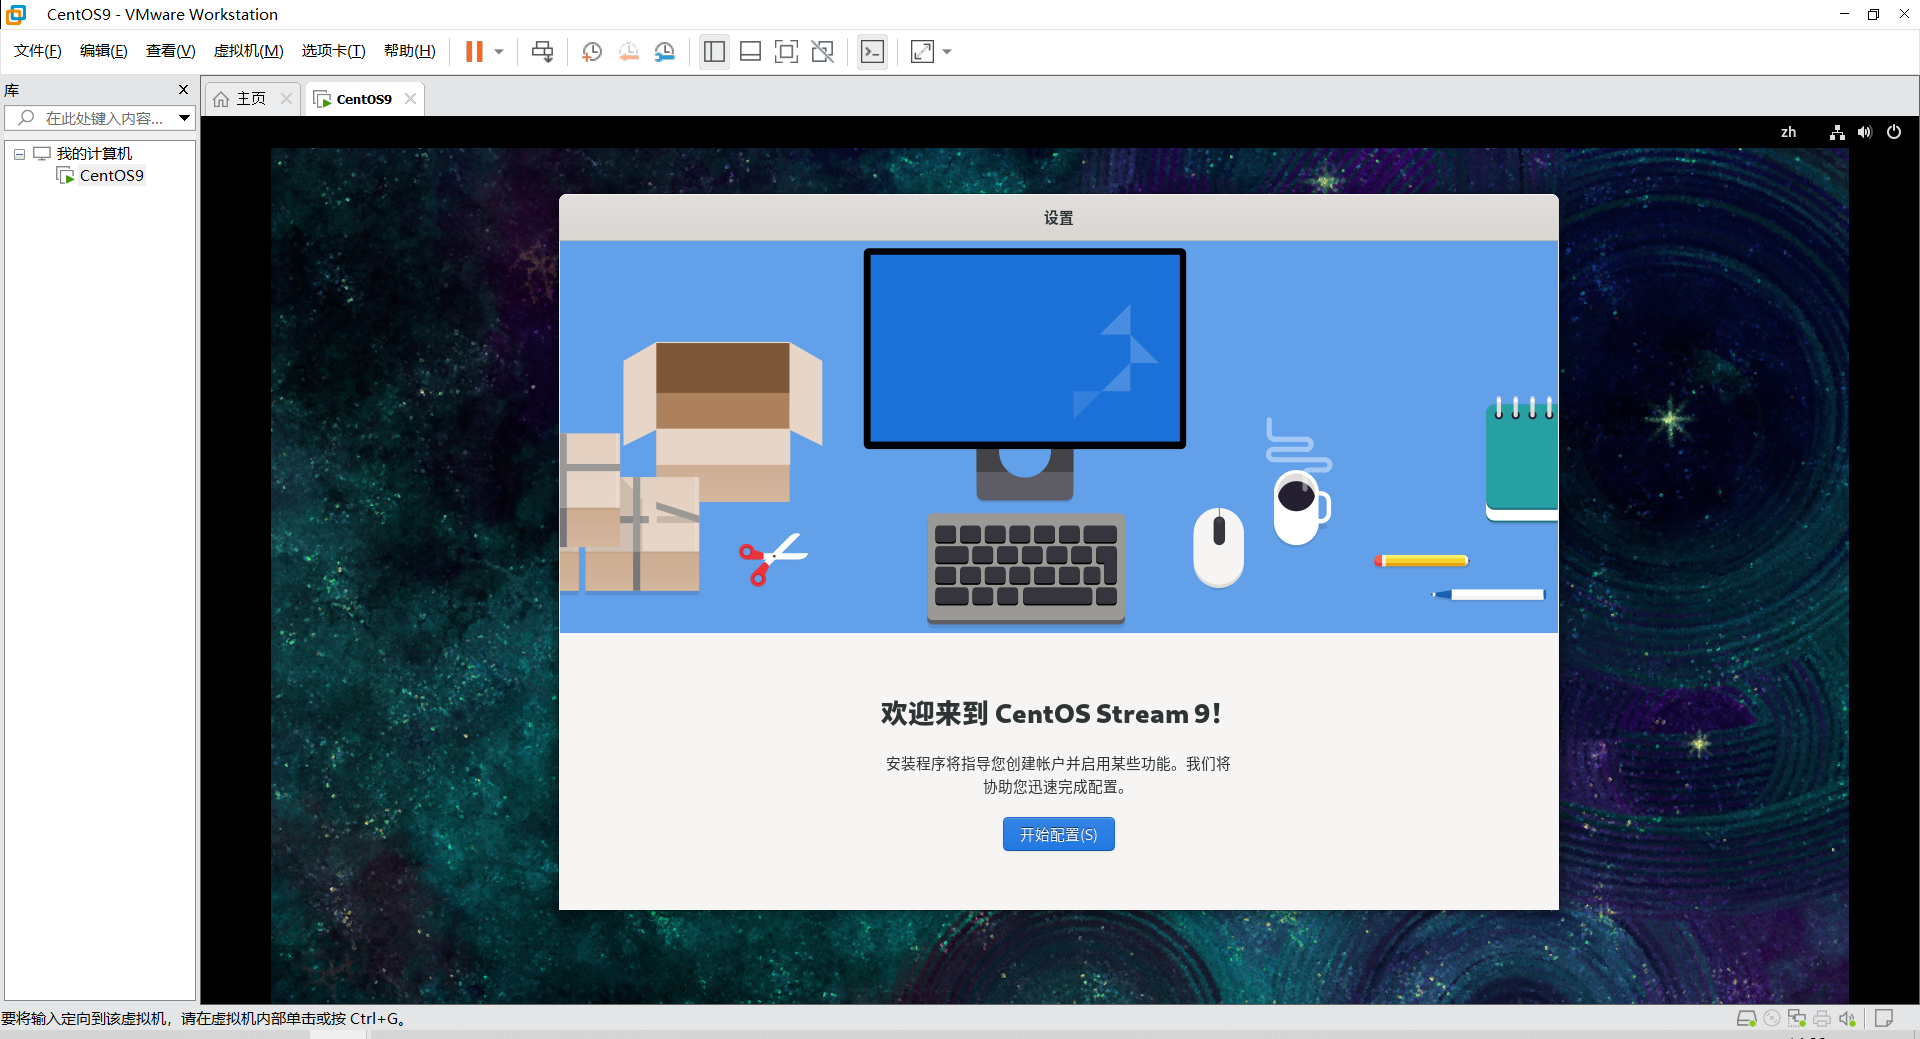 CentOS9 - VMware Workstation
文件(F) 编辑(E) 查看(V) 虚拟机(M) 选项卡(T) 帮助(H)
库
在此处键入内容...
我的计算机
CentOS9
主页
CentOS9
zh
设置
欢迎来到 CentOS Stream 9！
安装程序将指导您创建帐户并启用某些功能。我们将
协助您迅速完成配置。
开始配置(S)
要将输入定向到该虚拟机，请在虚拟机内部单击或按 Ctrl+G。